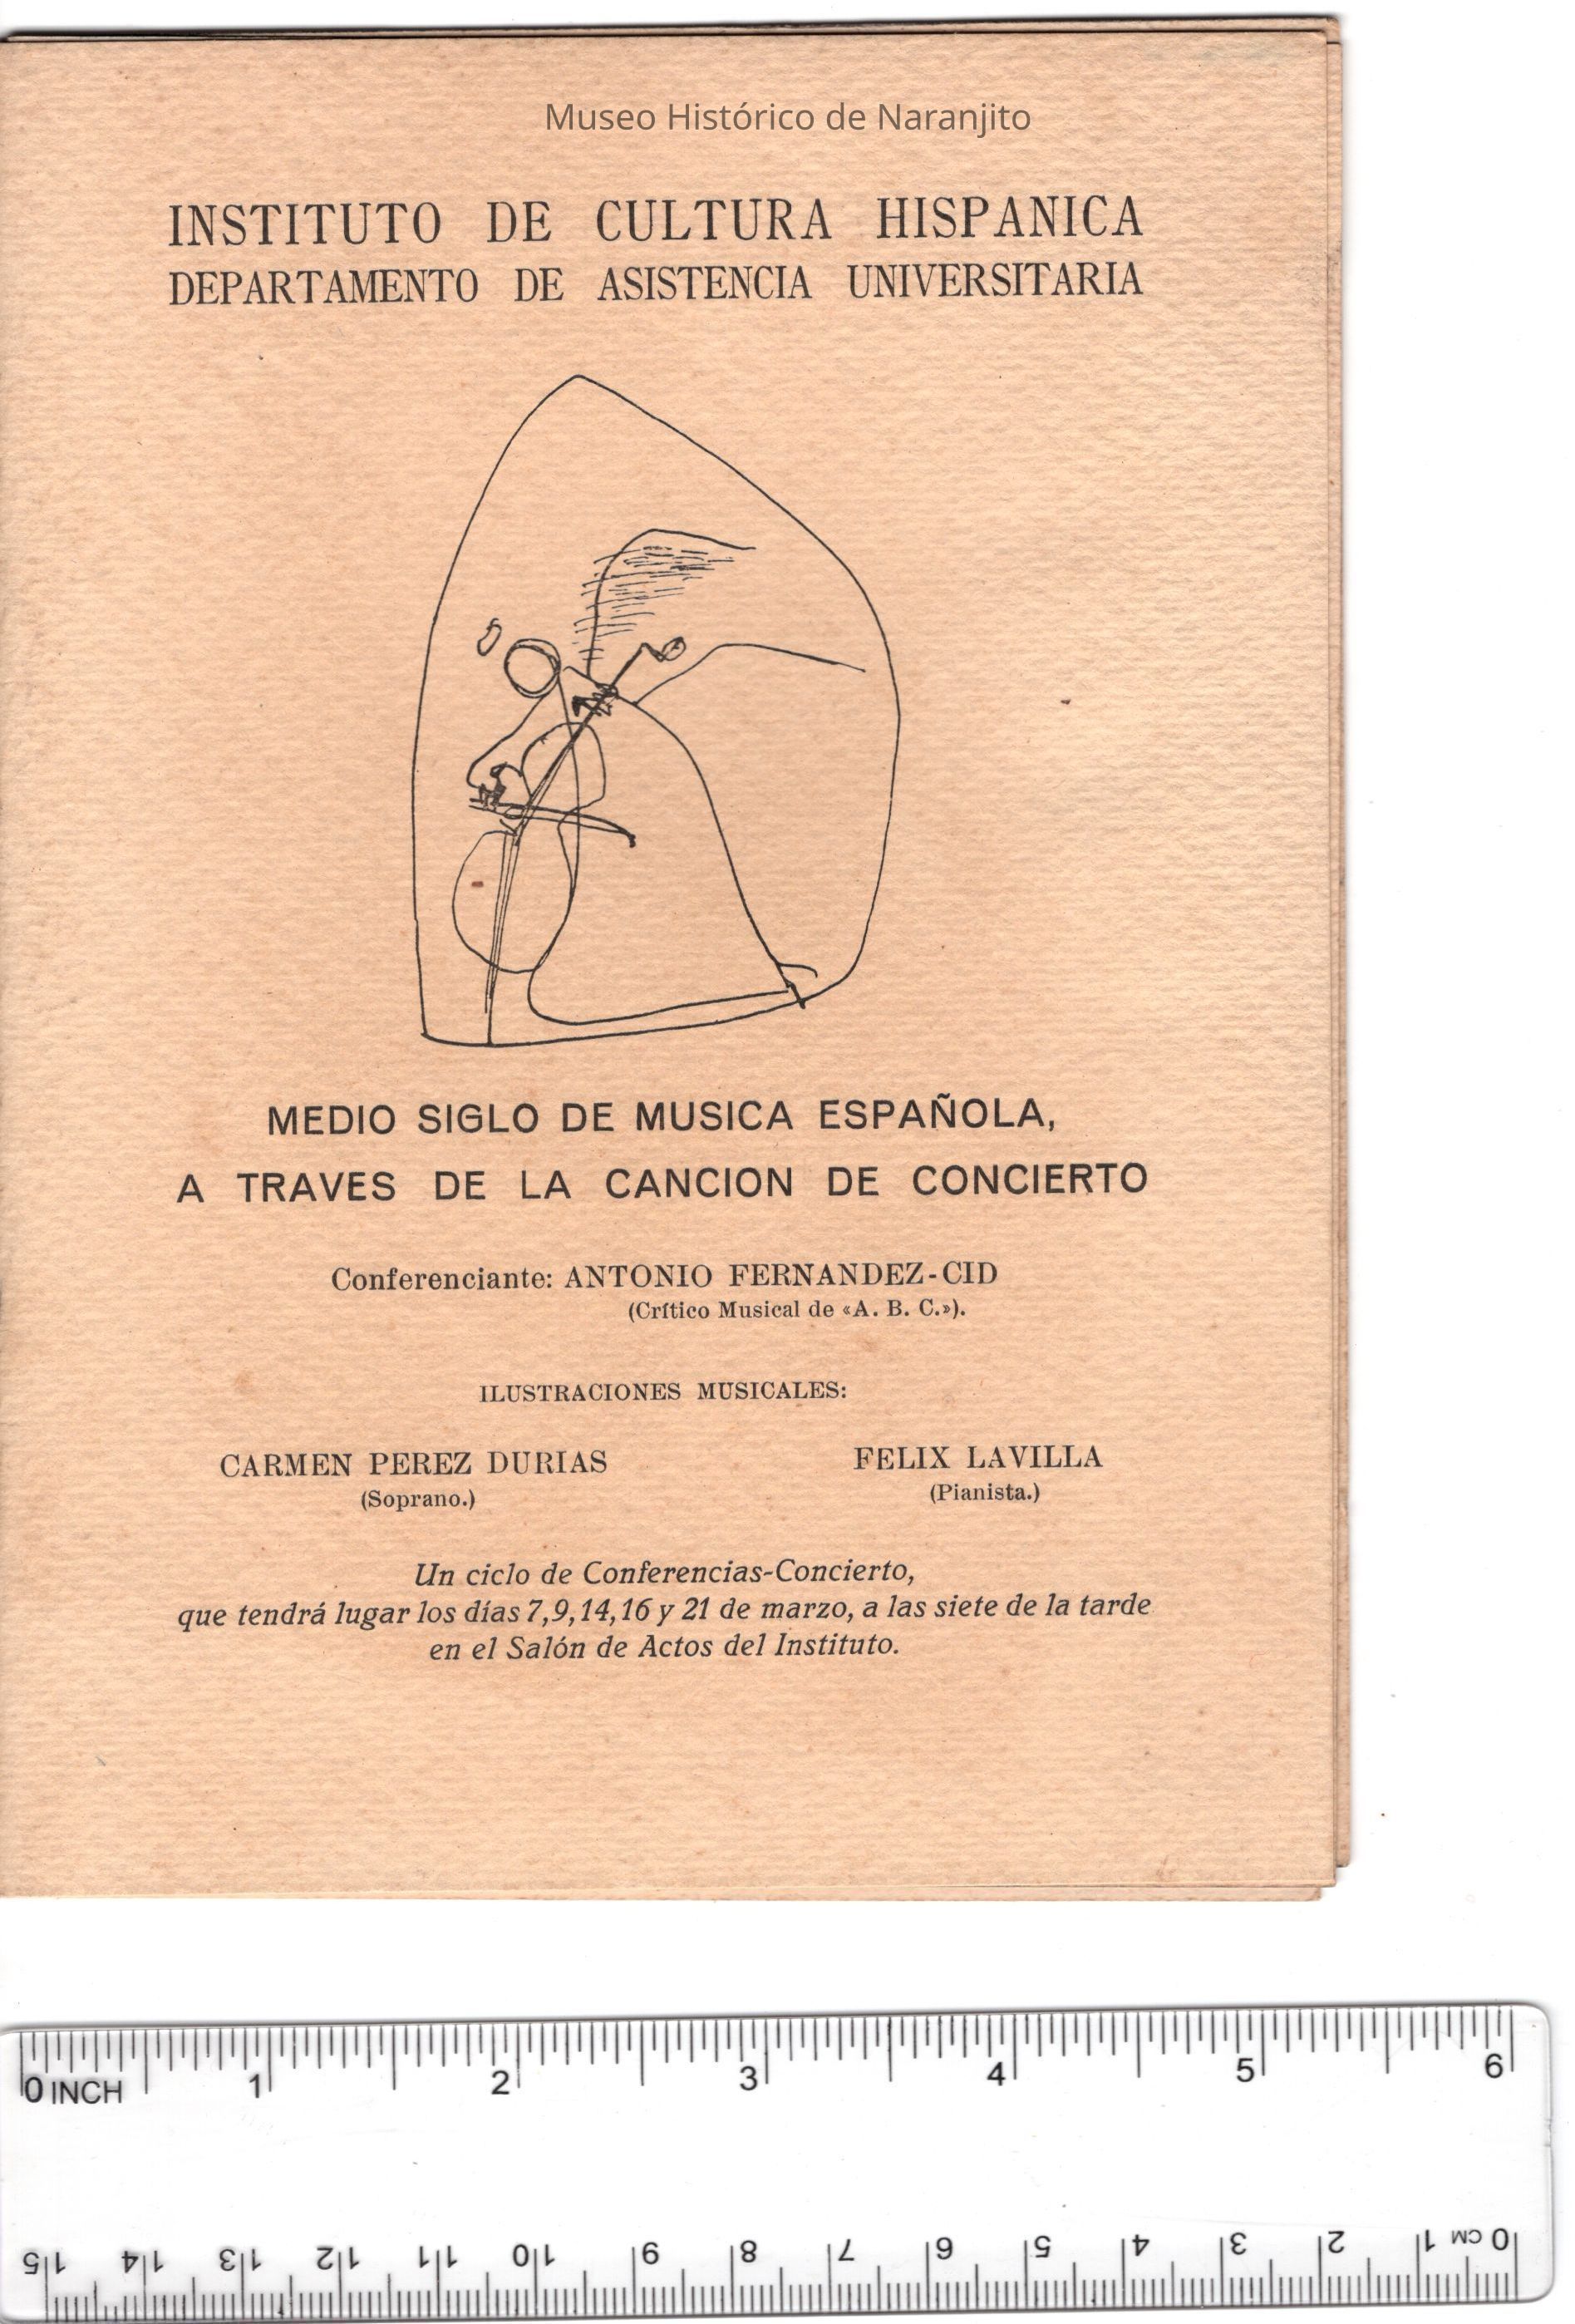 Museo Histórico de Naranjito
INSTITUTO DE CULTURA HISPANICA
DEPARTAMENTO DE ASISTENCIA UNIVERSITARIA
MEDIO SIGLO DE MUSICA ESPAÑOLA,
A TRAVES DE LA CANCION DE CONCIERTO
Conferenciante: ANTONIO FERNANDEZ-CID
(Crítico Musical de «A. B. C.»).
ILUSTRACIONES MUSICALES:
CARMEN PEREZ DURIAS
(Soprano.)
FELIX LAVILLA
(Pianista.)
Un ciclo de Conferencias-Concierto,
que tendrá lugar los días 7, 9, 14, 16 y 21 de marzo, a las siete de la tarde
en el Salón de Actos del Instituto.
0 INCH 1 2 3 4 5 6
15 14 13 12 11 10 9 8 7 6 5 4 3 2 1 CM 0